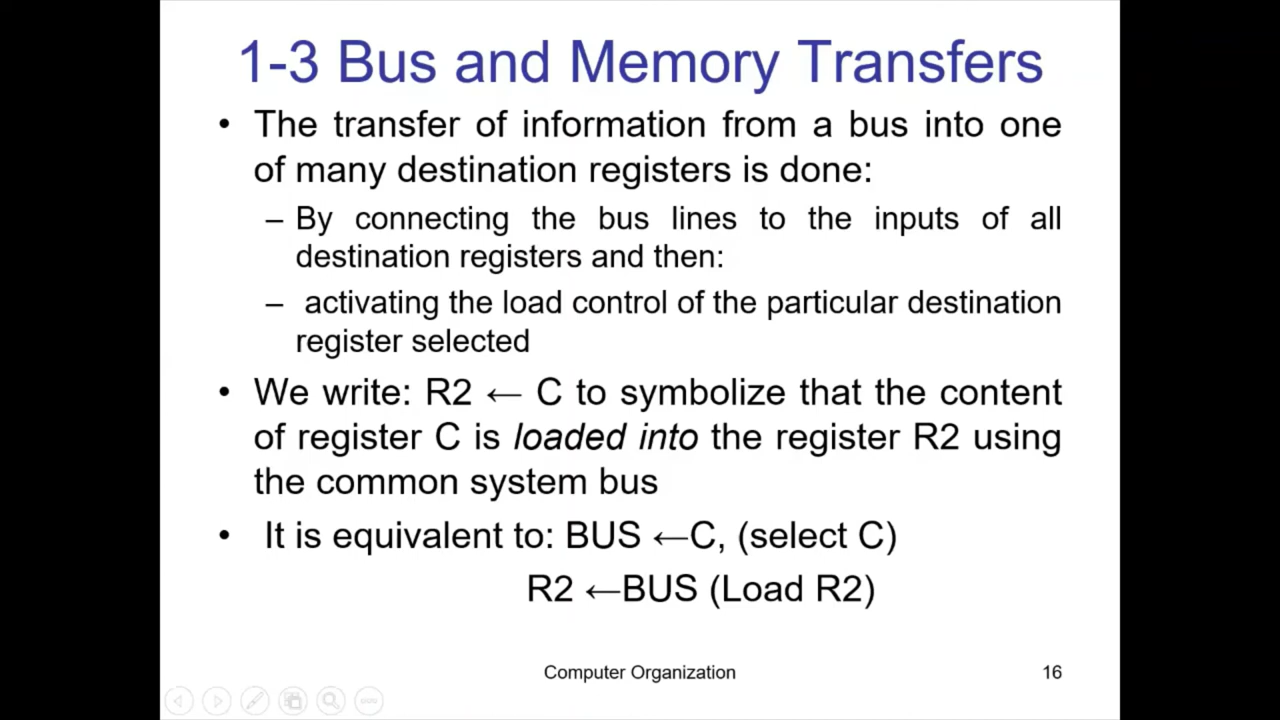 1-3 Bus and Memory Transfers
• The transfer of information from a bus into one
of many destination registers is done:
– By connecting the bus lines to the inputs of all
destination registers and then:
– activating the load control of the particular destination
register selected
• We write: R2 ← C to symbolize that the content
of register C is loaded into the register R2 using
the common system bus
• It is equivalent to: BUS ←C, (select C)
R2 ←BUS (Load R2)
Computer Organization 16